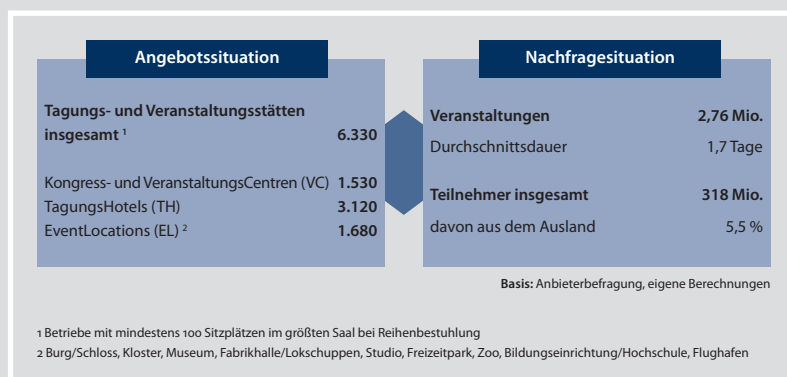 Angebotssituation
Tagungs- und Veranstaltungsstätten
insgesamt ¹ 6.330
Kongress- und VeranstaltungsCentren (VC) 1.530
TagungsHotels (TH) 3.120
EventLocations (EL) ² 1.680
Nachfragesituation
Veranstaltungen 2,76 Mio.
Durchschnittsdauer 1,7 Tage
Teilnehmer insgesamt 318 Mio.
davon aus dem Ausland 5,5 %
Basis: Anbieterbefragung, eigene Berechnungen
1 Betriebe mit mindestens 100 Sitzplätzen im größten Saal bei Reihenbestuhlung
2 Burg/Schloss, Kloster, Museum, Fabrikhalle/Lokschuppen, Studio, Freizeitpark, Zoo, Bildungseinrichtung/Hochschule, Flughafen